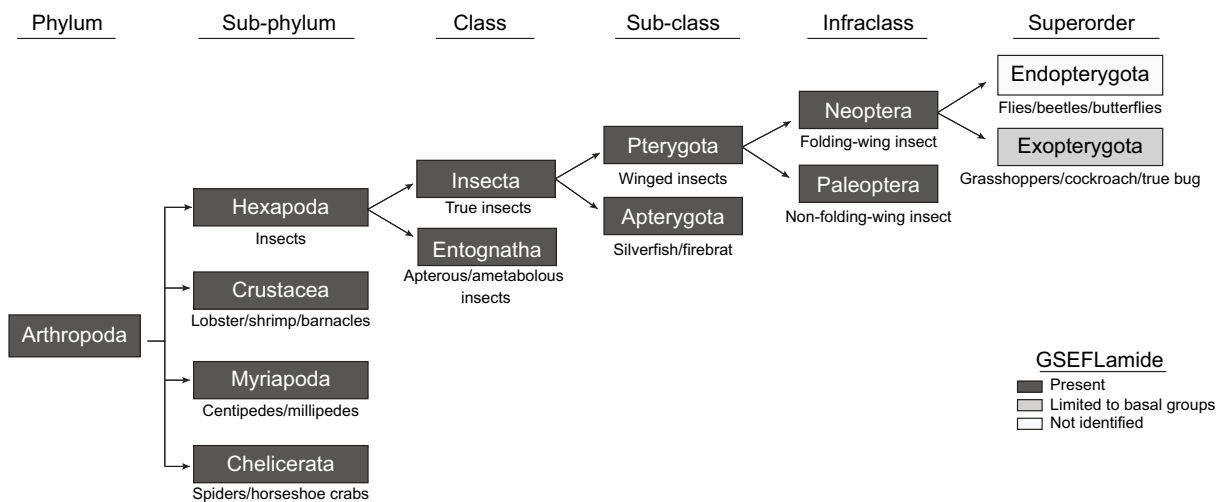 Phylum
Sub-phylum
Class
Sub-class
Infraclass
Superorder
Endopterygota
Flies/beetles/butterflies
Neoptera
Folding-wing insect
Exopterygota
Grasshoppers/cockroach/true bug
Pterygota
Winged insects
Paleoptera
Non-folding-wing insect
Insecta
True insects
Apterygota
Silverfish/firebrat
Hexapoda
Insects
Entognatha
Apterous/ametabolous
insects
Crustacea
Lobster/shrimp/barnacles
Arthropoda
Myriapoda
Centipedes/millipedes
Chelicerata
Spiders/horseshoe crabs
GSEFLamide
Present
Limited to basal groups
Not identified